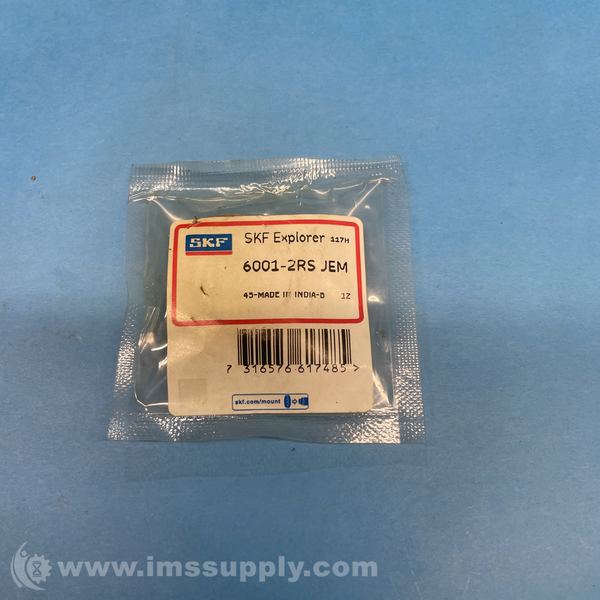 SKF
SKF Explorer 117H
6001-2RS JEM
45-MADE IN INDIA-B 12
7 316576 617485 >
skf.com/mount
www.imssupply.com